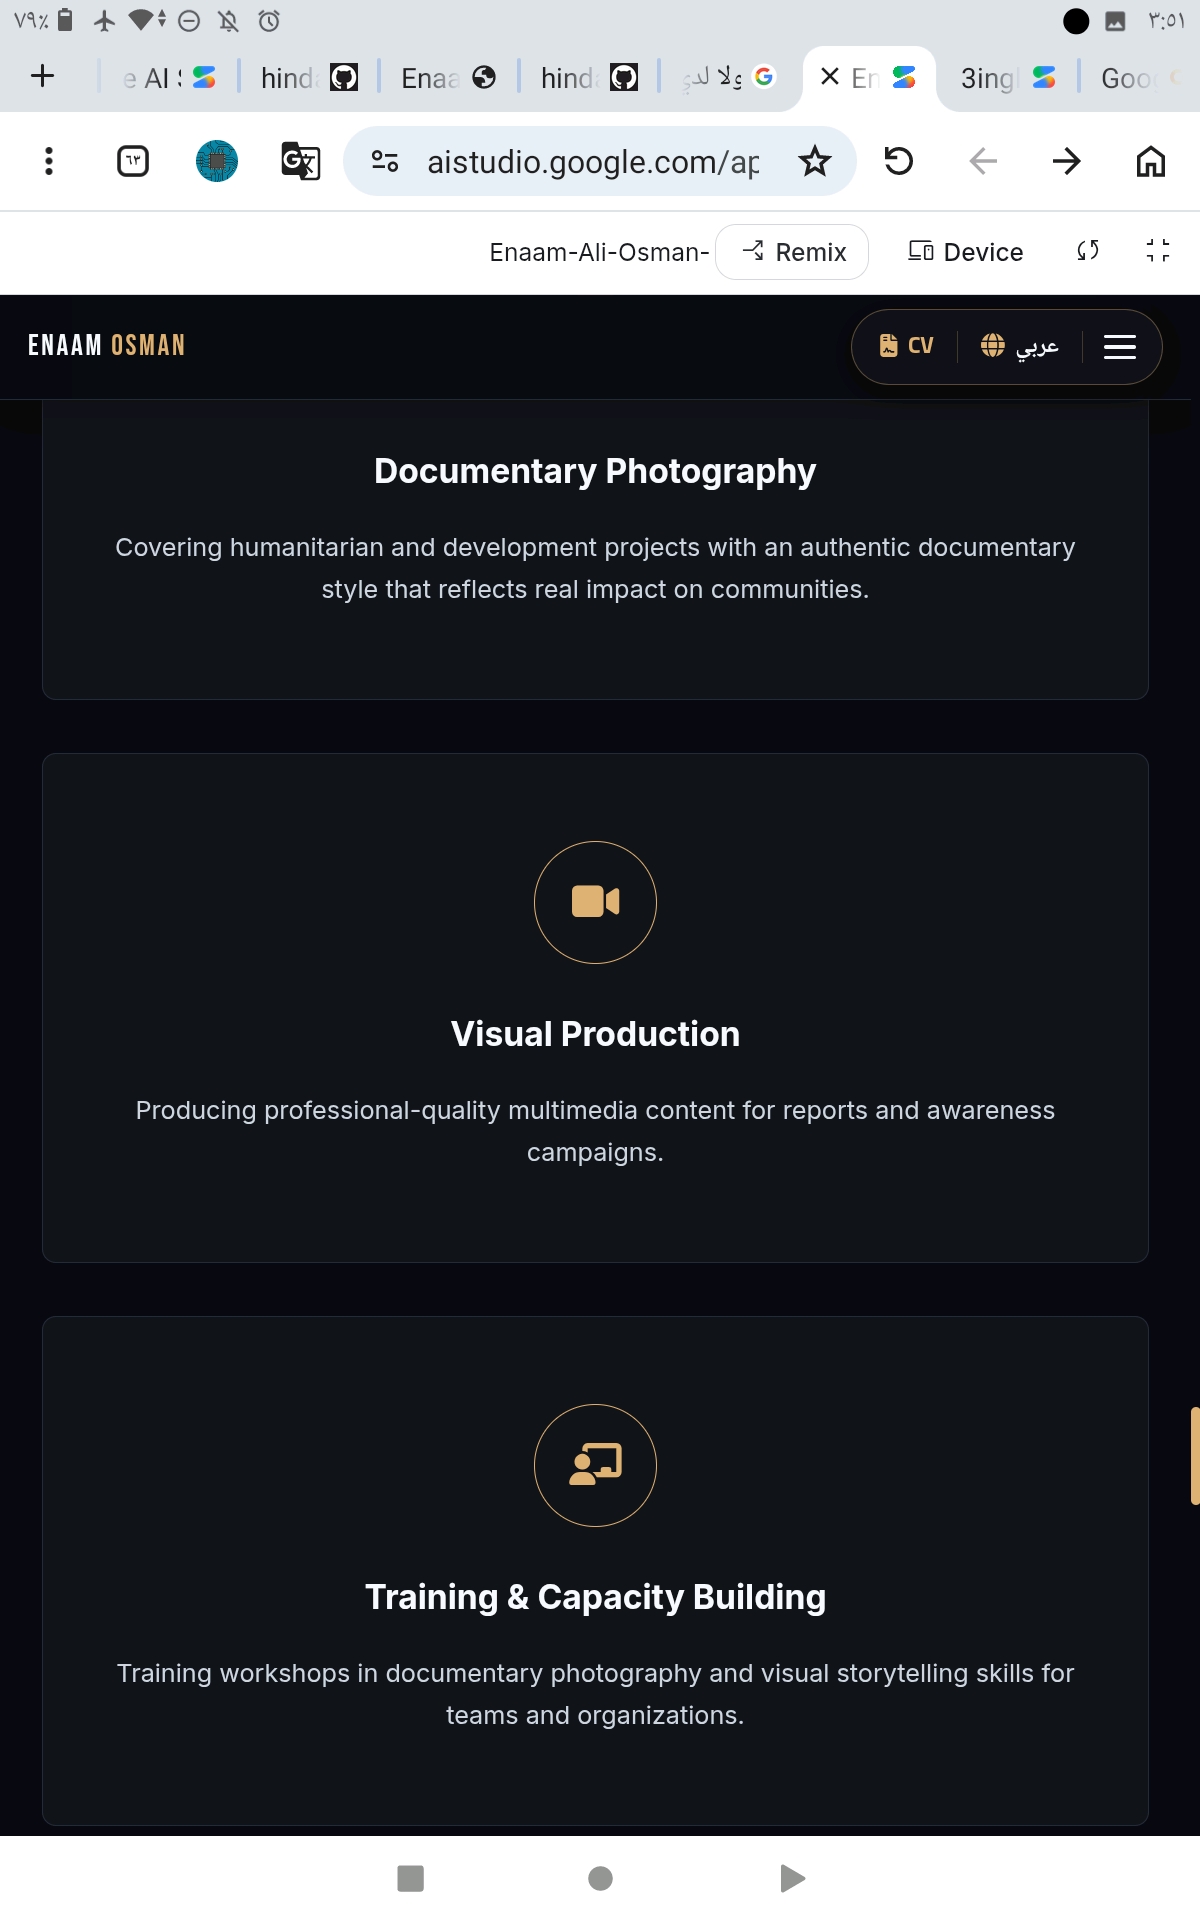 ٧٩٪ ٣:٥١
e AI hind Enaa hind ولا لدي En 3ingl Goo
٦٣ aistudio.google.com/ap
Enaam-Ali-Osman- Remix Device
ENAAM OSMAN CV عربي
Documentary Photography
Covering humanitarian and development projects with an authentic documentary
style that reflects real impact on communities.
Visual Production
Producing professional-quality multimedia content for reports and awareness
campaigns.
Training & Capacity Building
Training workshops in documentary photography and visual storytelling skills for
teams and organizations.